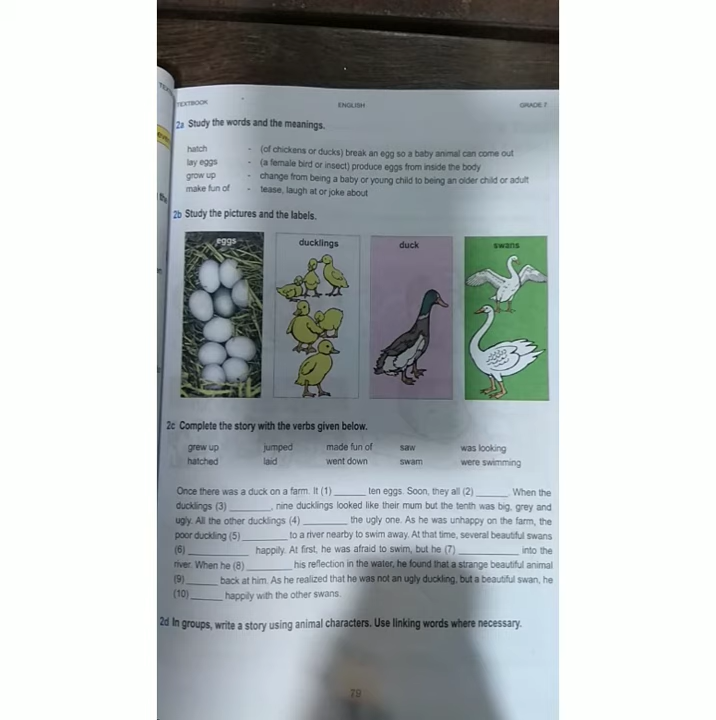 TEXTBOOK ENGLISH GRADE 7
2a Study the words and the meanings.
hatch - (of chickens or ducks) break an egg so a baby animal can come out
lay eggs - (a female bird or insect) produce eggs from inside the body
grow up - change from being a baby or young child to being an older child or adult
make fun of - tease, laugh at or joke about
2b Study the pictures and the labels.
eggs ducklings duck swans
2c Complete the story with the verbs given below.
grew up jumped made fun of saw was looking
hatched laid went down swam were swimming
Once there was a duck on a farm. It (1) ______ ten eggs. Soon, they all (2) ______. When the
ducklings (3) ________, nine ducklings looked like their mum but the tenth was big, grey and
ugly. All the other ducklings (4) ________ the ugly one. As he was unhappy on the farm, the
poor duckling (5) ________ to a river nearby to swim away. At that time, several beautiful swans
(6) ___________ happily. At first, he was afraid to swim, but he (7) ___________ into the
river. When he (8) ________ his reflection in the water, he found that a strange beautiful animal
(9) ______ back at him. As he realized that he was not an ugly duckling, but a beautiful swan, he
(10) ______ happily with the other swans.
2d In groups, write a story using animal characters. Use linking words where necessary.
79